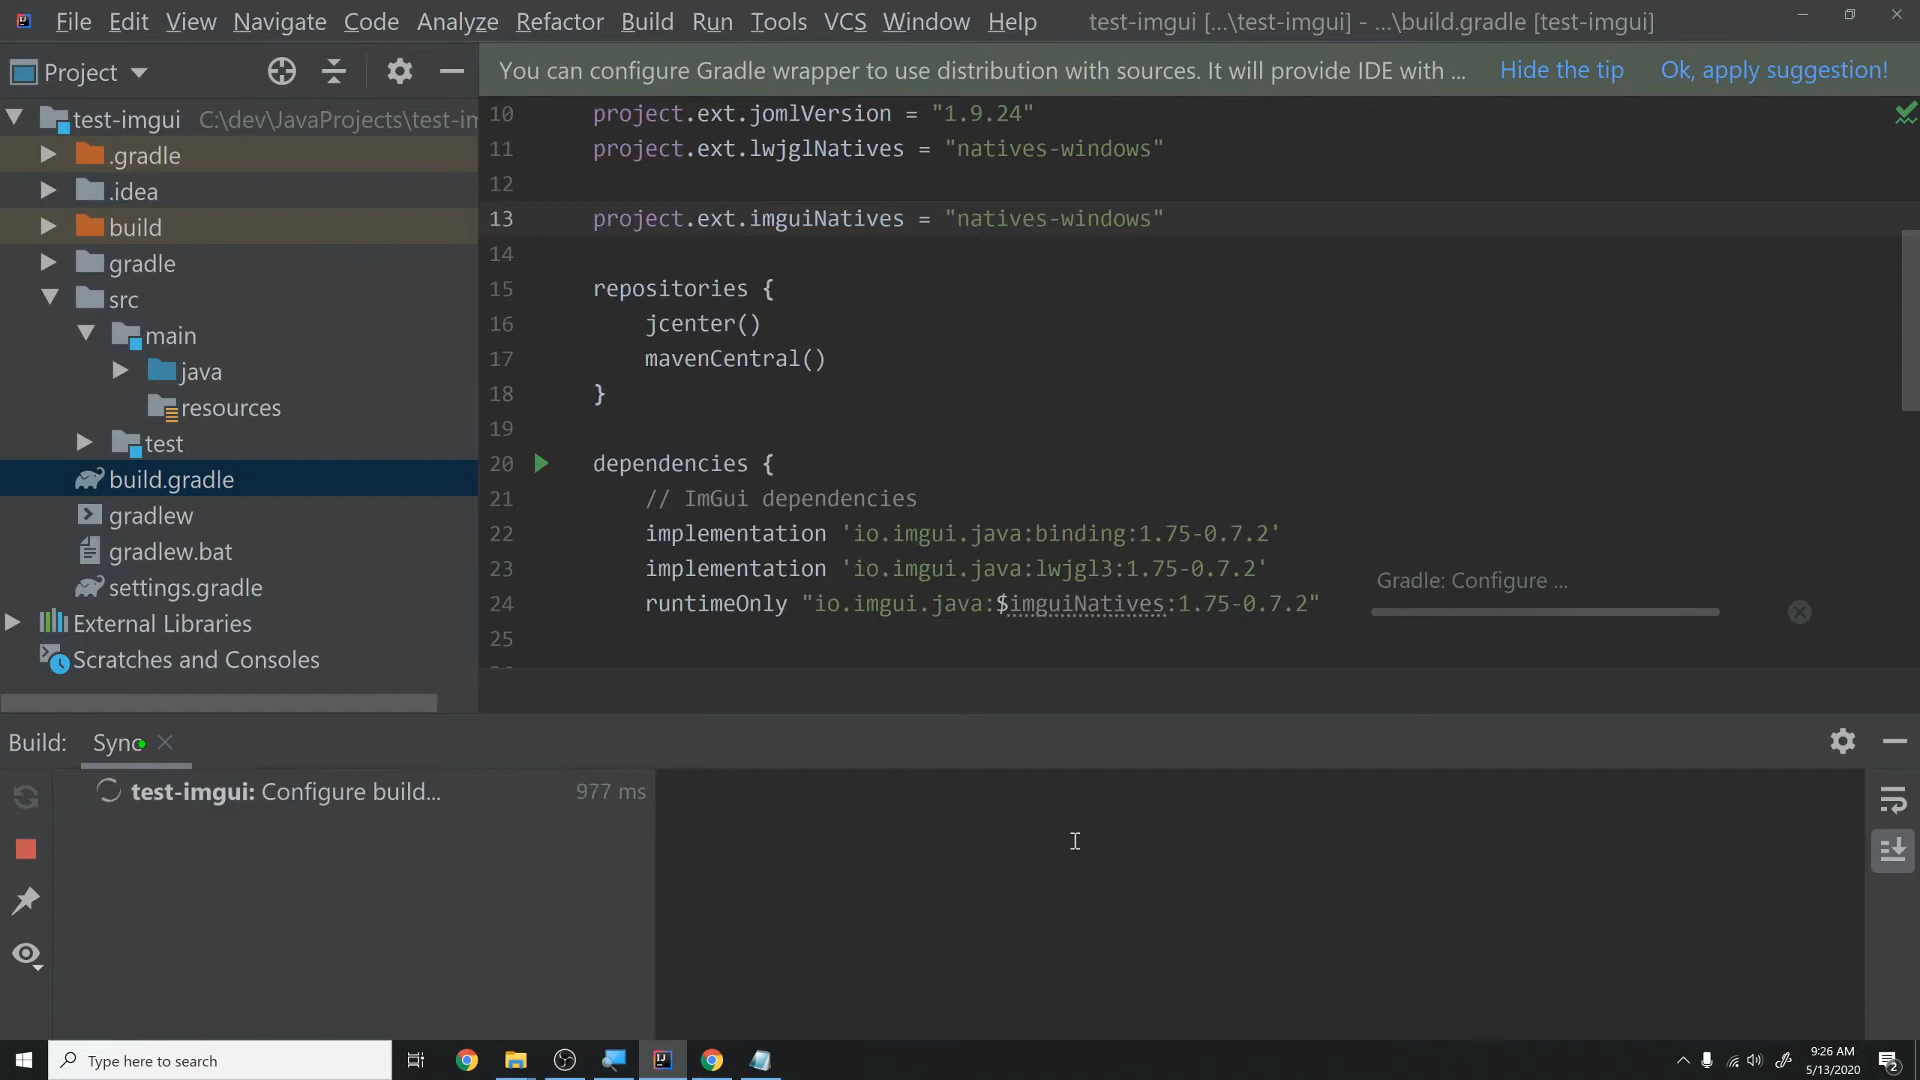 File Edit View Navigate Code Analyze Refactor Build Run Tools VCS Window Help test-imgui [...\test-imgui] - ...\build.gradle [test-imgui]
Project
You can configure Gradle wrapper to use distribution with sources. It will provide IDE with ... Hide the tip Ok, apply suggestion!
test-imgui C:\dev\JavaProjects\test-im
.gradle
.idea
build
gradle
src
main
java
resources
test
build.gradle
gradlew
gradlew.bat
settings.gradle
External Libraries
Scratches and Consoles
10 project.ext.jomlVersion = "1.9.24"
11 project.ext.lwjglNatives = "natives-windows"
12
13 project.ext.imguiNatives = "natives-windows"
14
15 repositories {
16 jcenter()
17 mavenCentral()
18 }
19
20 dependencies {
21 // ImGui dependencies
22 implementation 'io.imgui.java:binding:1.75-0.7.2'
23 implementation 'io.imgui.java:lwjgl3:1.75-0.7.2'
24 runtimeOnly "io.imgui.java:$imguiNatives:1.75-0.7.2"
25
Gradle: Configure ...
Build: Sync
test-imgui: Configure build... 977 ms
Type here to search
9:26 AM
5/13/2020
2